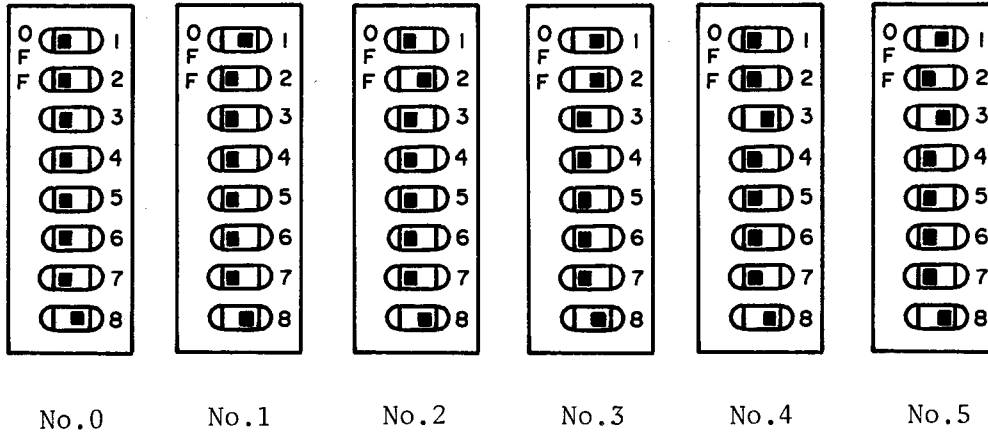 OFF 1 OFF 1 OFF 1 OFF 1 OFF 1 OFF 1
2 2 2 2 2 2
3 3 3 3 3 3
4 4 4 4 4 4
5 5 5 5 5 5
6 6 6 6 6 6
7 7 7 7 7 7
8 8 8 8 8 8
No.0 No.1 No.2 No.3 No.4 No.5